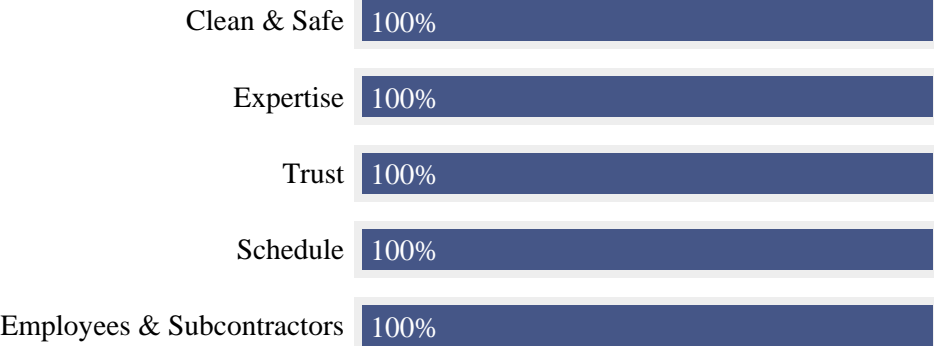 Clean & Safe 100%
Expertise 100%
Trust 100%
Schedule 100%
Employees & Subcontractors 100%